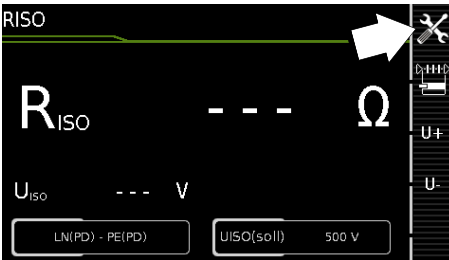 RISO
RISO --- Ω
U+
UISO --- V
U-
LN(PD) - PE(PD)
UISO(soll) 500 V